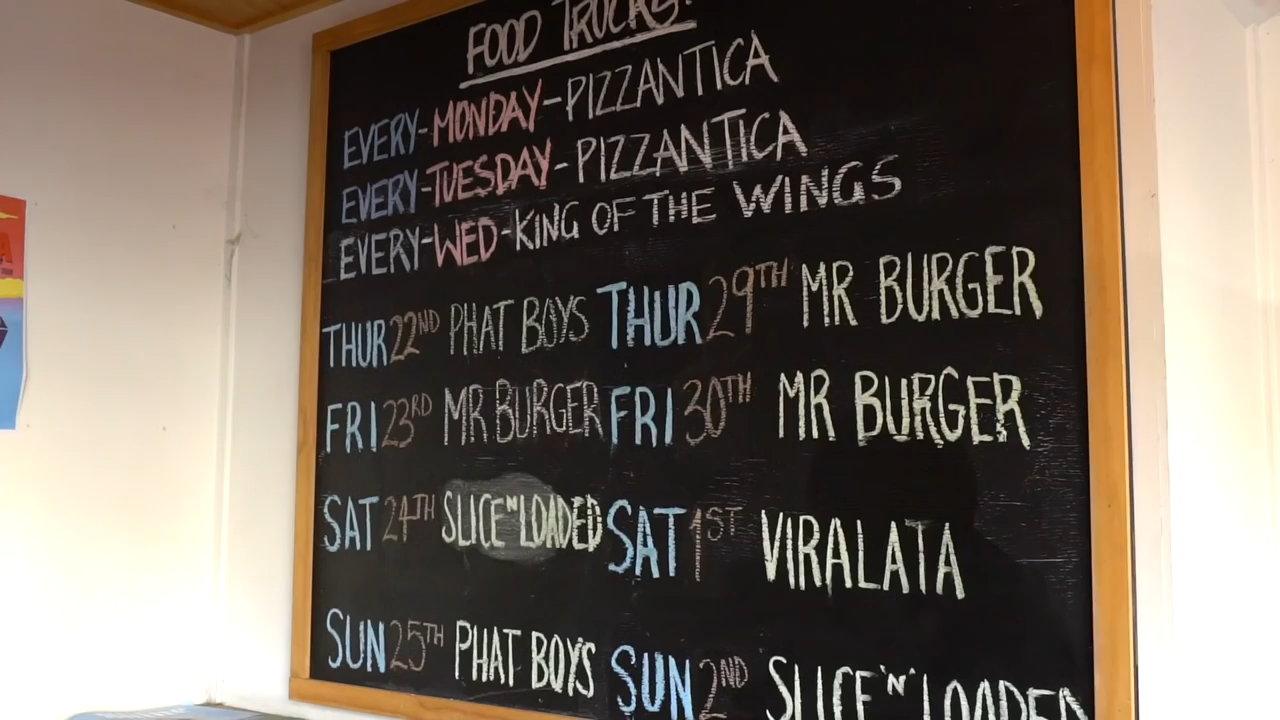 FOOD TRUCKS!
EVERY-MONDAY-PIZZANTICA
EVERY-TUESDAY-PIZZANTICA
EVERY-WED-KING OF THE WINGS
THUR 22ND PHAT BOYS THUR 29TH MR BURGER
FRI 23RD MR BURGER FRI 30TH MR BURGER
SAT 24TH SLICE"N"LOADED SAT 1ST VIRALATA
SUN 25TH PHAT BOYS SUN 2ND SLICE 'N' LOADED